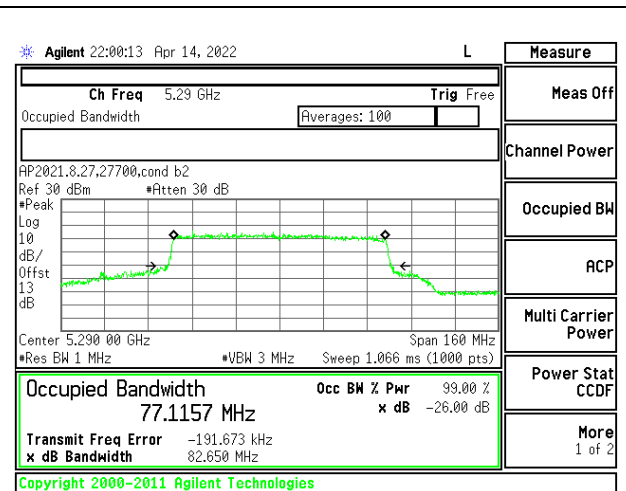 Agilent 22:00:13 Apr 14, 2022 L
Measure
Ch Freq 5.29 GHz Trig Free
Meas Off
Occupied Bandwidth Averages: 100
Channel Power
AP2021.8.27,27700,cond b2
Ref 30 dBm #Atten 30 dB
#Peak
Log
10
dB/
Offst
13
dB
Occupied BW
ACP
Multi Carrier
Power
Center 5.290 00 GHz Span 160 MHz
#Res BW 1 MHz #VBW 3 MHz Sweep 1.066 ms (1000 pts)
Power Stat
CCDF
Occupied Bandwidth Occ BW % Pwr 99.00 %
77.1157 MHz x dB -26.00 dB
Transmit Freq Error -191.673 kHz
x dB Bandwidth 82.650 MHz
More
1 of 2
Copyright 2000-2011 Agilent Technologies